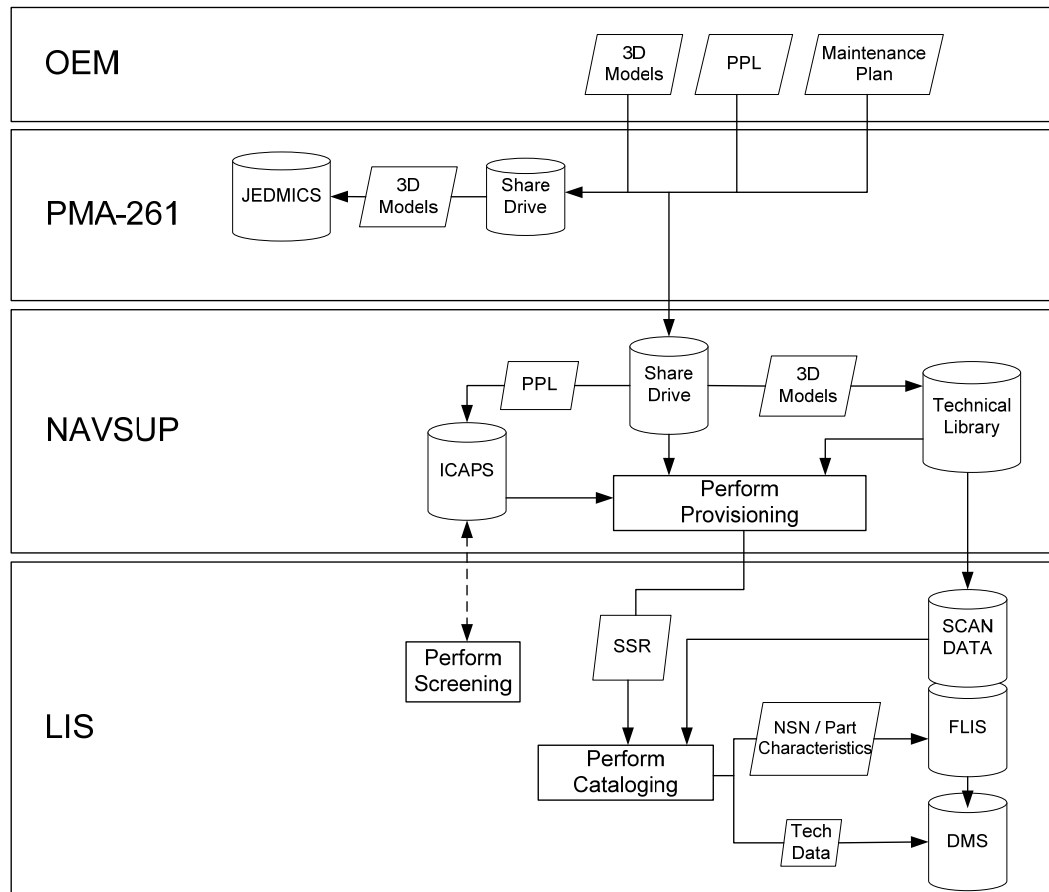 OEM
3D
Models
PPL
Maintenance
Plan
PMA-261
JEDMICS
3D
Models
Share
Drive
NAVSUP
PPL
Share
Drive
3D
Models
Technical
Library
ICAPS
Perform
Provisioning
LIS
Perform
Screening
SSR
SCAN
DATA
Perform
Cataloging
NSN / Part
Characteristics
FLIS
Tech
Data
DMS